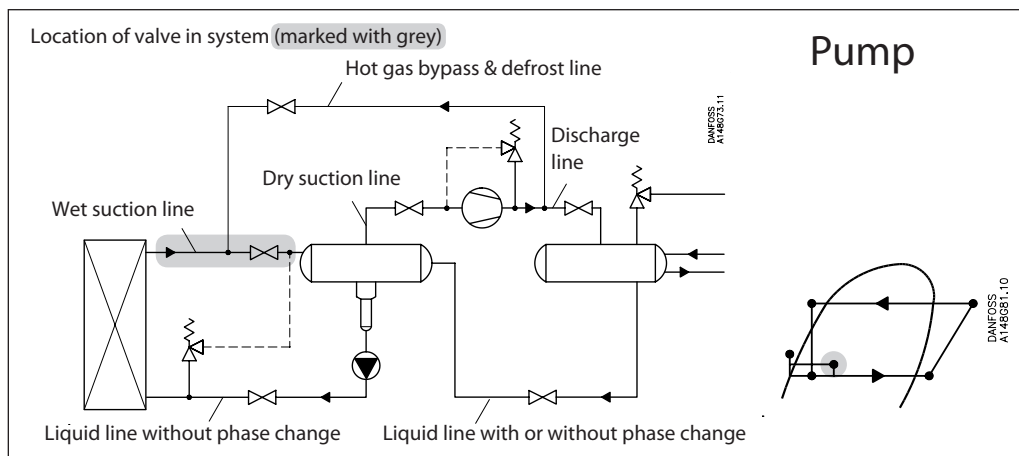 Location of valve in system (marked with grey)
Pump
Hot gas bypass & defrost line
DANFOSS
A148G73.11
Discharge
line
Dry suction line
Wet suction line
DANFOSS
A148G81.10
Liquid line without phase change
Liquid line with or without phase change